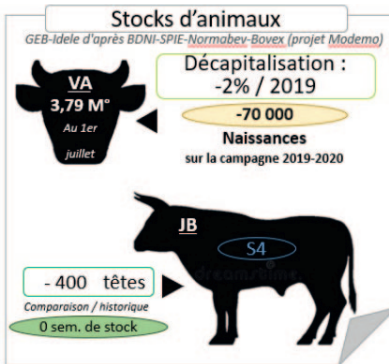 Stocks d'animaux
GEB-Idele d'après BDNI-SPIE-Normabev-Bovex (projet Modemo)
VA
3,79 M°
Au 1er
juillet
Décapitalisation :
-2% / 2019
-70 000
Naissances
sur la campagne 2019-2020
JB
S4
dreamstime
- 400 têtes
Comparaison / historique
0 sem. de stock